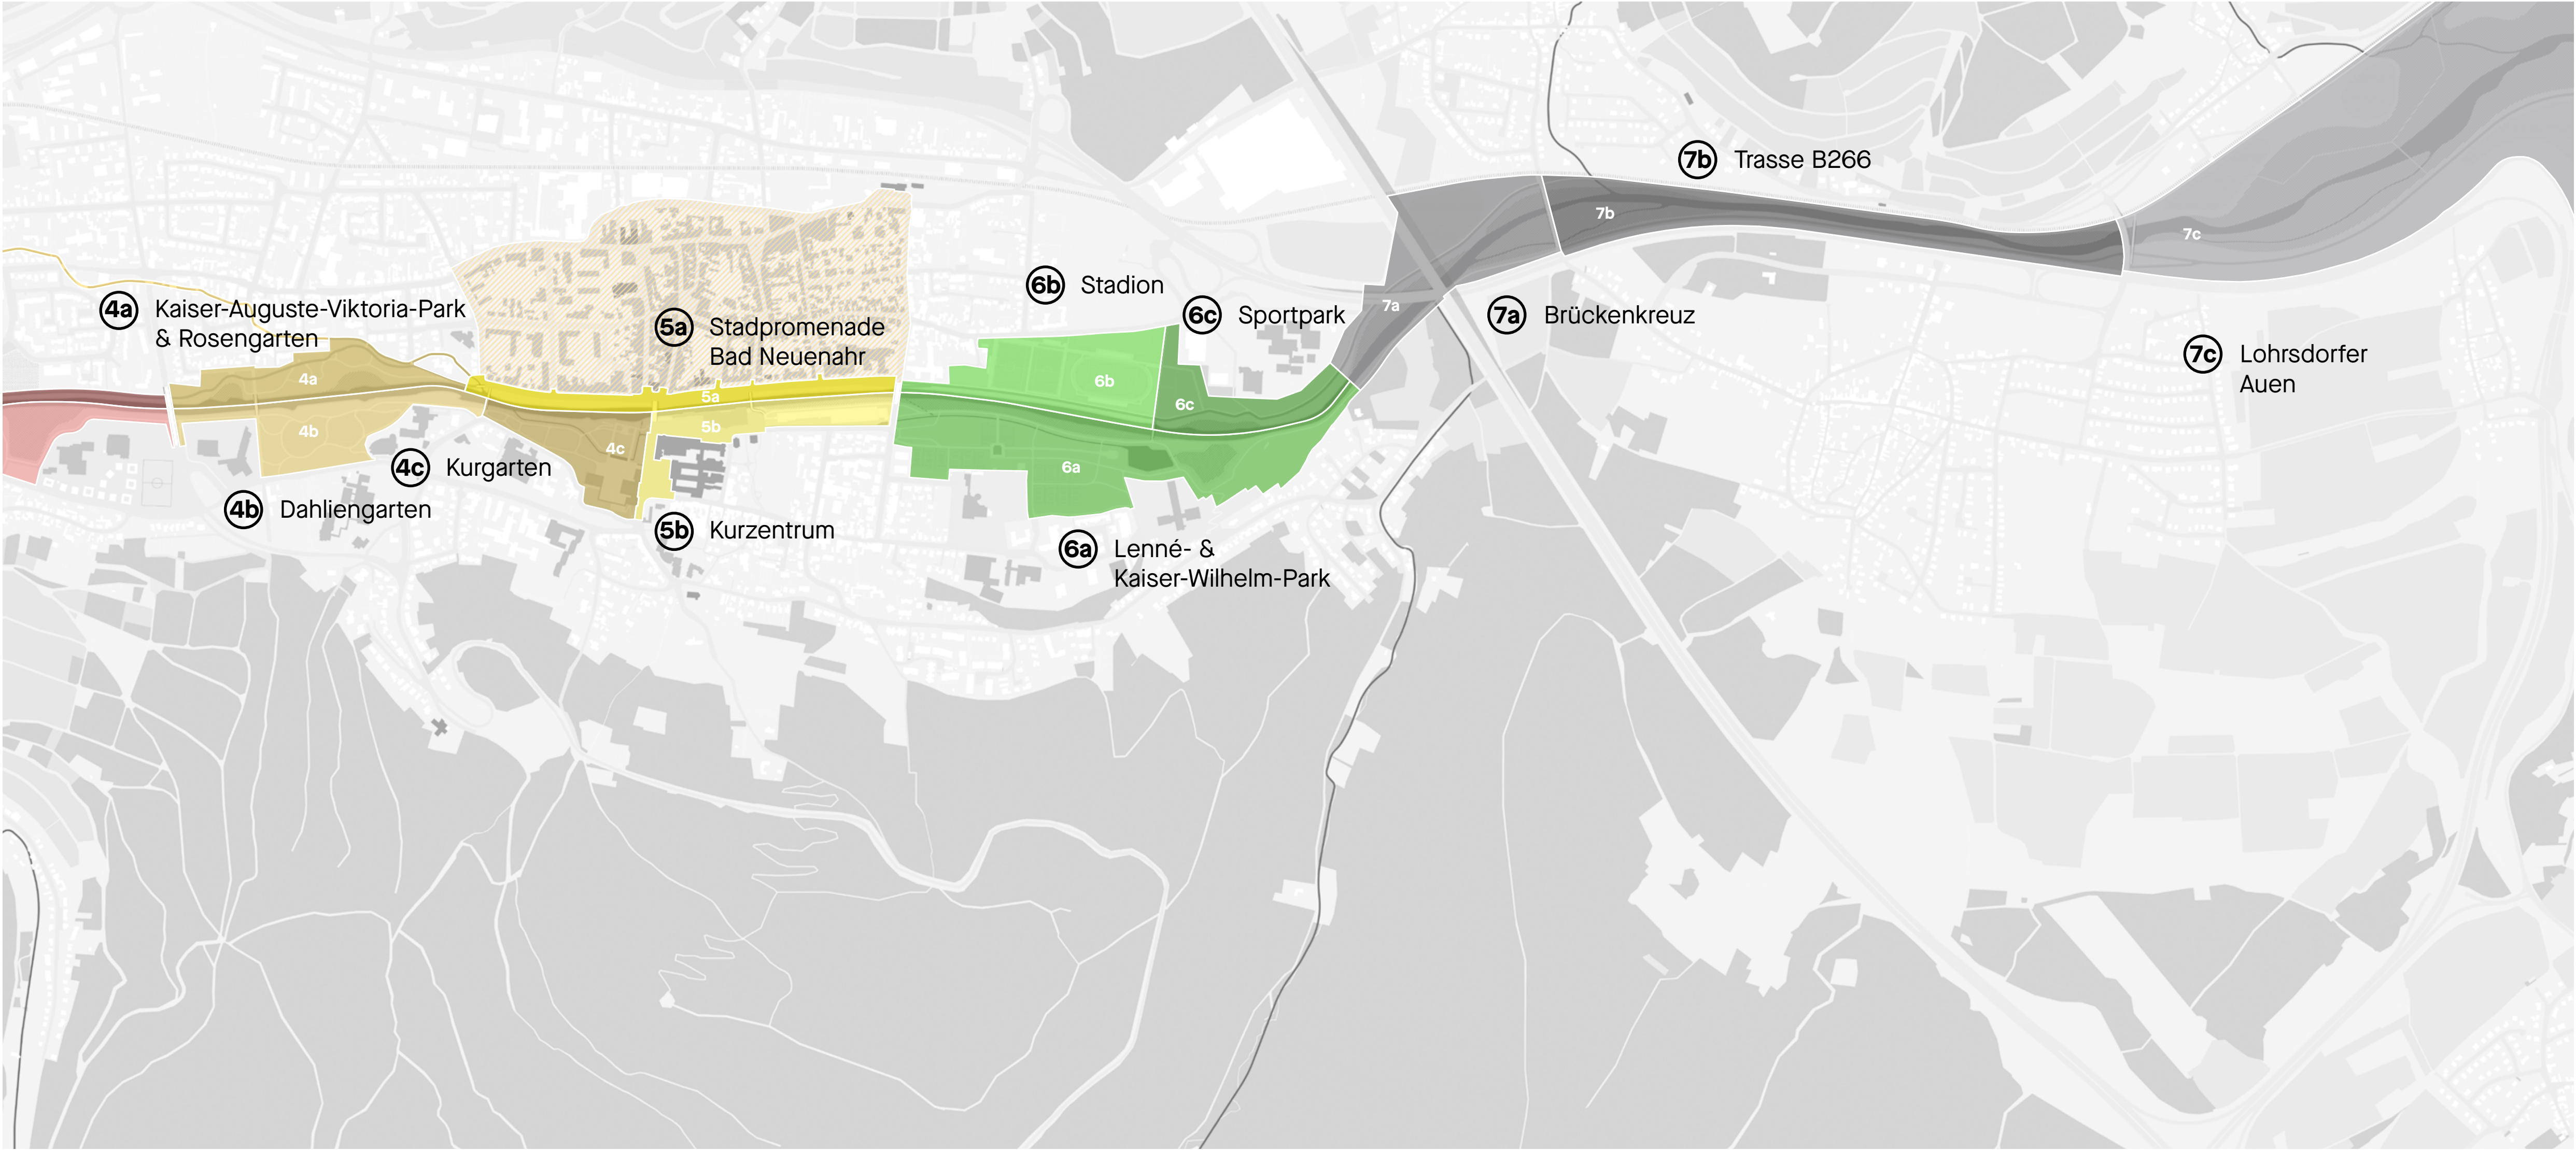 7b Trasse B266
7b
7c
6b Stadion
4a Kaiser-Auguste-Viktoria-Park
& Rosengarten
6c Sportpark
7a
7a Brückenkreuz
5a Stadpromenade
Bad Neuenahr
7c Lohrsdorfer
Auen
4a
6b
5a
6c
5b
4b
4c
4c Kurgarten
6a
4b Dahliengarten
5b Kurzentrum
6a Lenné- &
Kaiser-Wilhelm-Park